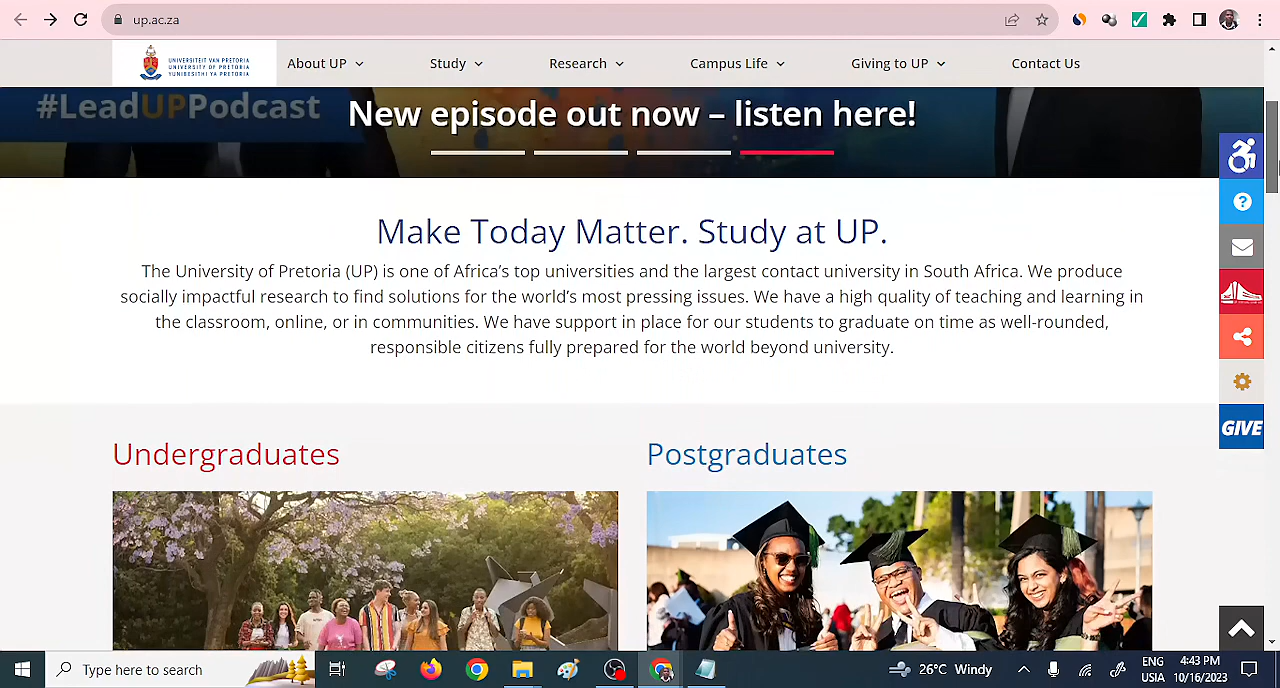 up.ac.za
UNIVERSITEIT VAN PRETORIA
UNIVERSITY OF PRETORIA
YUNIBESITHI YA PRETORIA
About UP
Study
Research
Campus Life
Giving to UP
Contact Us
#LeadUPPodcast
New episode out now – listen here!
Make Today Matter. Study at UP.
The University of Pretoria (UP) is one of Africa's top universities and the largest contact university in South Africa. We produce
socially impactful research to find solutions for the world's most pressing issues. We have a high quality of teaching and learning in
the classroom, online, or in communities. We have support in place for our students to graduate on time as well-rounded,
responsible citizens fully prepared for the world beyond university.
GIVE
Undergraduates
Postgraduates
Type here to search
26°C Windy
ENG
USA
4:43 PM
10/16/2023